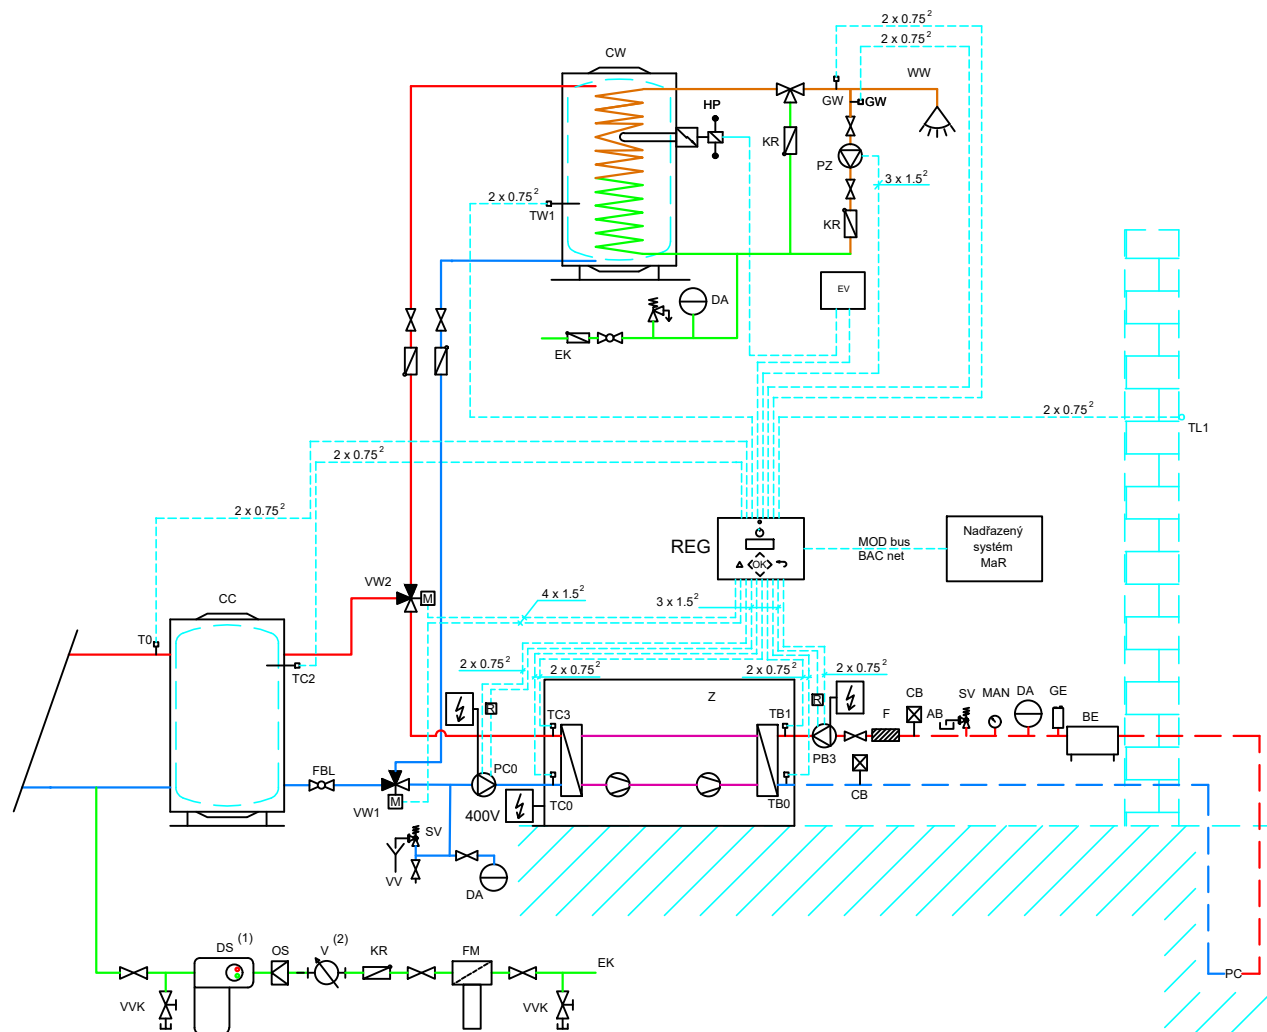 2 x 0.75²
2 x 0.75²
CW
WW
HP
GW
GW
KR
PZ
3 x 1.5²
2 x 0.75²
TW1
KR
EV
DA
EK
2 x 0.75²
TL1
2 x 0.75²
2 x 0.75²
REG
OK
MOD bus
BAC net
Nadřazený
systém
MaR
VW2
M
4 x 1.5²
3 x 1.5²
CC
T0
TC2
2 x 0.75²
2 x 0.75²
2 x 0.75²
2 x 0.75²
R
Z
R
TC3
TB1
PB3
F
CB
AB
SV
MAN
DA
GE
BE
FBL
VW1
M
PC0
400V
TC0
TB0
CB
SV
VV
DA
DS (1)
OS
V (2)
KR
FM
EK
VVK
VVK
PC